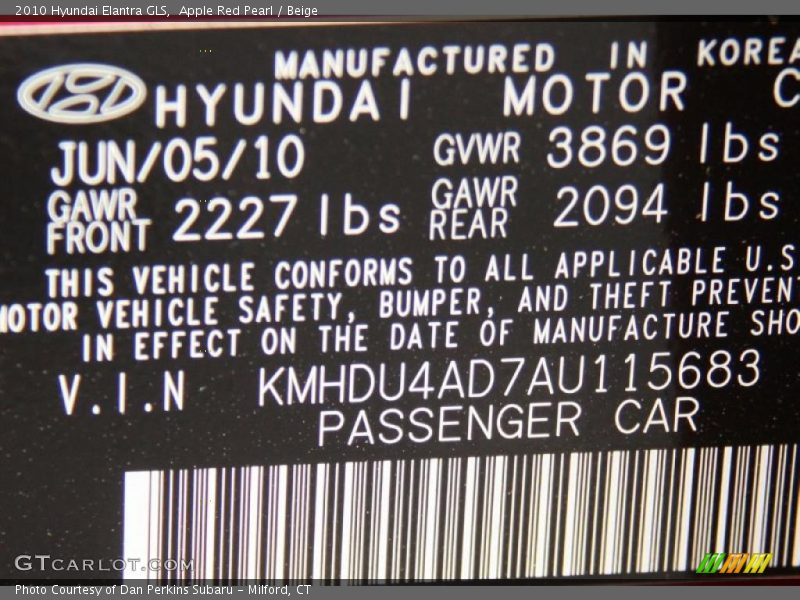 2010 Hyundai Elantra GLS,  Apple Red Pearl / Beige
MANUFACTURED IN KOREA
HYUNDAI MOTOR C
JUN/05/10 GVWR 3869 lbs
GAWR FRONT 2227 lbs GAWR REAR 2094 lbs
THIS VEHICLE CONFORMS TO ALL APPLICABLE U.S
MOTOR VEHICLE SAFETY, BUMPER, AND THEFT PREVENT
IN EFFECT ON THE DATE OF MANUFACTURE SHO
V.I.N KMHDU4AD7AU115683
PASSENGER CAR
GTCARLOT.COM
Photo Courtesy of Dan Perkins Subaru - Milford, CT